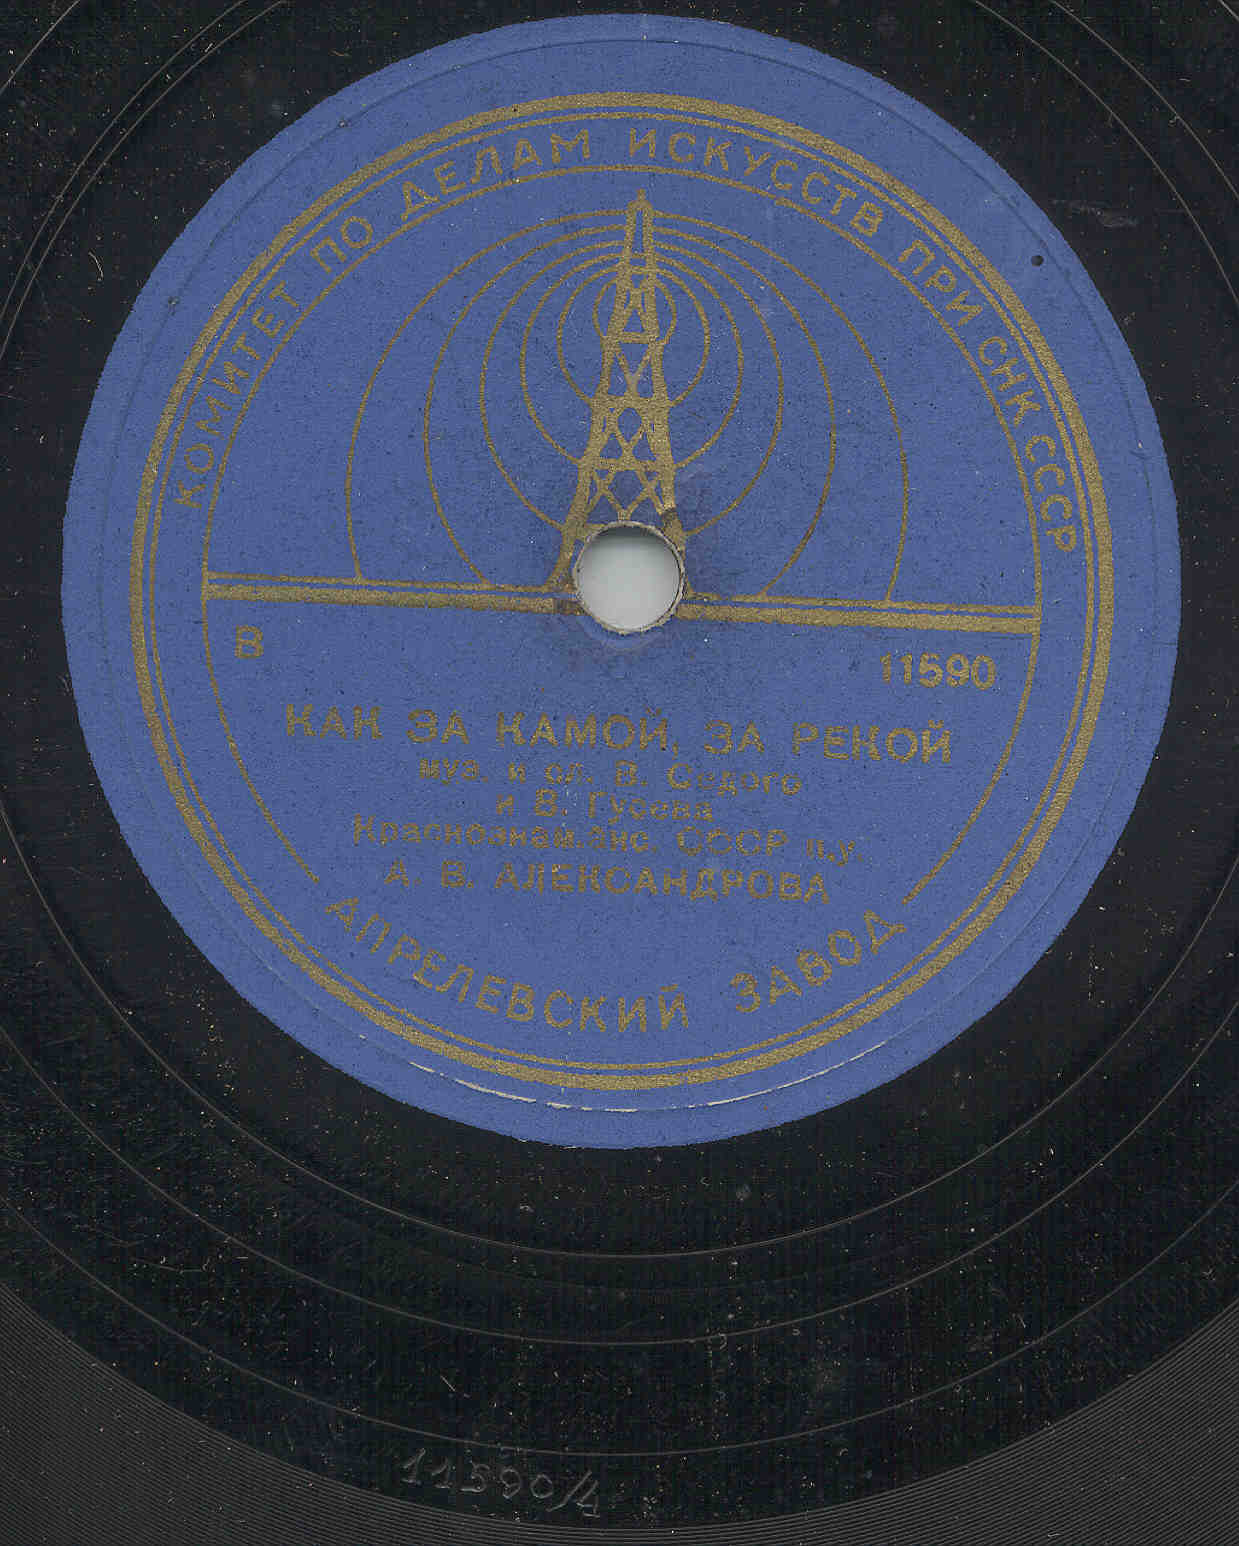 КОМИТЕТ ПО ДЕЛАМ ИСКУССТВ ПРИ СНК СССР
В 11590
КАК ЗА КАМОЙ, ЗА РЕКОЙ
муз. и сл. В. Седого
и В. Гусева
Краснознам.анс. СССР п.у.
А. В. АЛЕКСАНДРОВА
АПРЕЛЕВСКИЙ ЗАВОД
11590/4